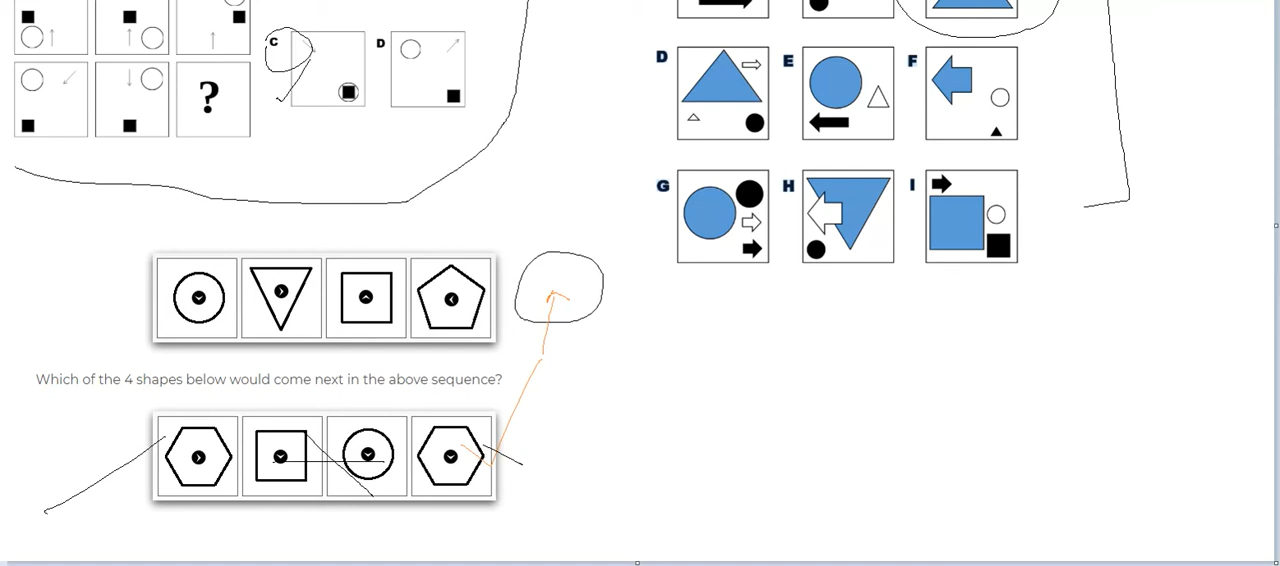 C
D
?
D
E
F
G
H
I
Which of the 4 shapes below would come next in the above sequence?